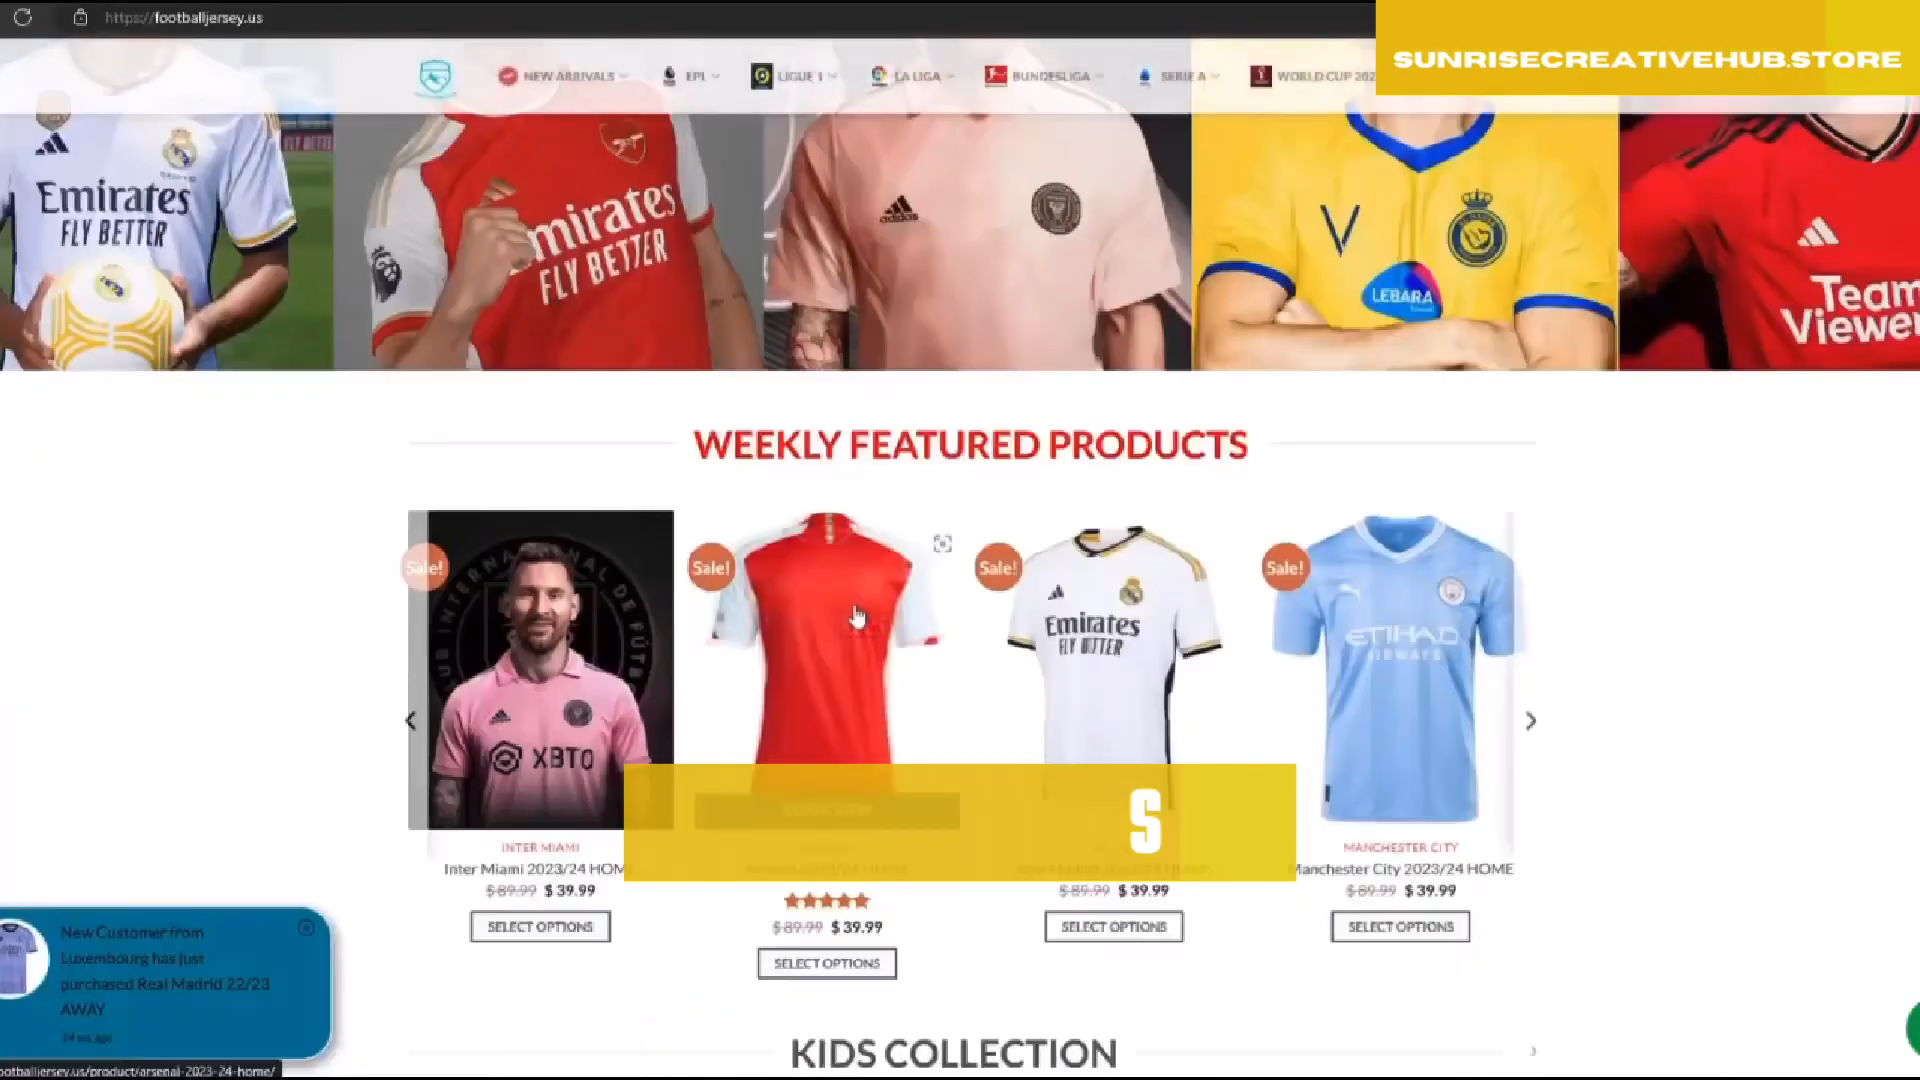 https://footballjersey.us
SUNRISECREATIVEHUB.STORE
NEW ARRIVALS
EPL
LIGUE 1
LA LIGA
BUNDESLIGA
SERIE A
WORLD CUP 202
Emirates
FLY BETTER
Emirates
FLY BETTER
adidas
V
LEBARA
Team
Viewer
WEEKLY FEATURED PRODUCTS
Sale!
Sale!
Sale!
Sale!
XBTO
Emirates
FLY BETTER
ETIHAD
AIRWAYS
S
INTER MIAMI
Inter Miami 2023/24 HOM
$ 89.99 $ 39.99
SELECT OPTIONS
$ 89.99 $ 39.99
SELECT OPTIONS
$ 89.99 $ 39.99
SELECT OPTIONS
MANCHESTER CITY
Manchester City 2023/24 HOME
$ 89.99 $ 39.99
SELECT OPTIONS
New Customer from
Luxembourg has just
purchased Real Madrid 22/23
AWAY
KIDS COLLECTION
ootballjersey.us/product/arsenal-2023-24-home/